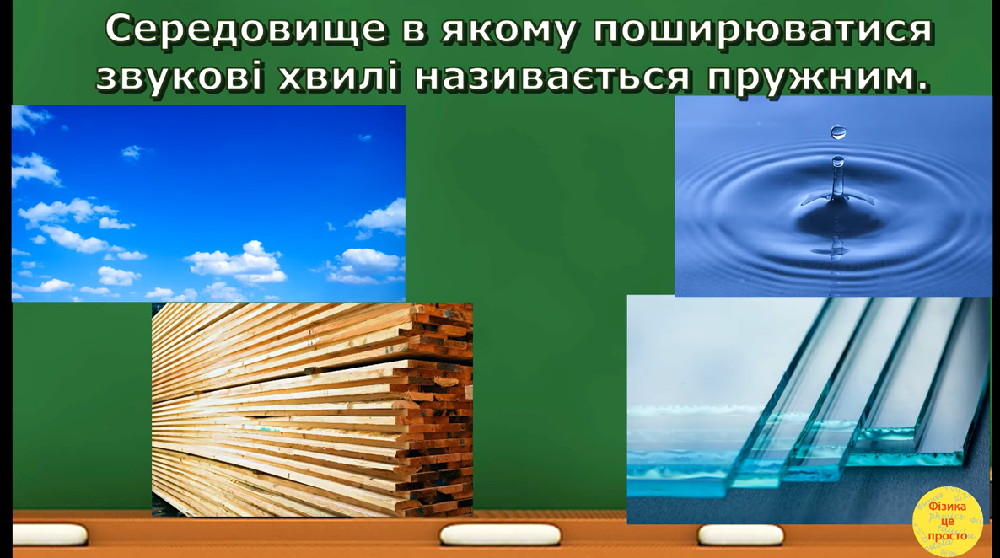 Середовище в якому поширюватися
звукові хвилі називається пружним.
Фізика
це
просто